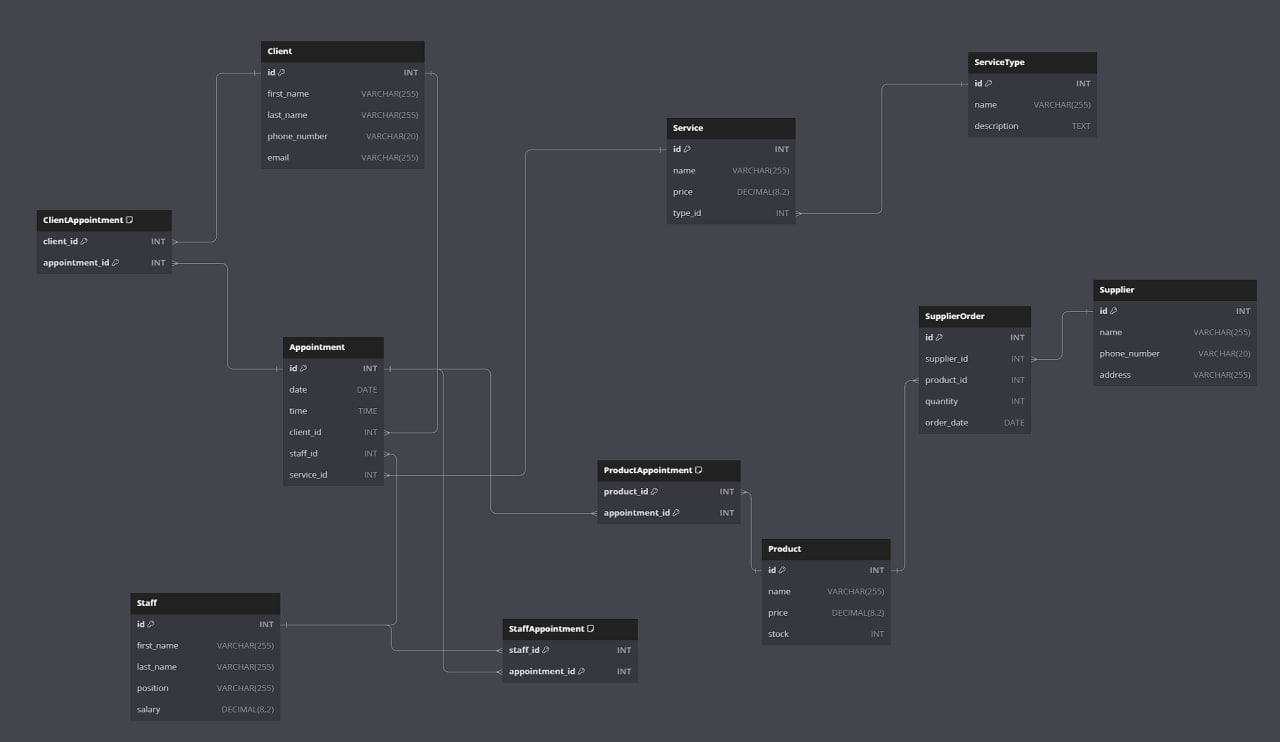 Client
id INT
first_name VARCHAR(255)
last_name VARCHAR(255)
phone_number VARCHAR(20)
email VARCHAR(255)
ServiceType
id INT
name VARCHAR(255)
description TEXT
Service
id INT
name VARCHAR(255)
price DECIMAL(8,2)
type_id INT
ClientAppointment
client_id INT
appointment_id INT
Supplier
id INT
name VARCHAR(255)
phone_number VARCHAR(20)
address VARCHAR(255)
SupplierOrder
id INT
supplier_id INT
product_id INT
quantity INT
order_date DATE
Appointment
id INT
date DATE
time TIME
client_id INT
staff_id INT
service_id INT
ProductAppointment
product_id INT
appointment_id INT
Product
id INT
name VARCHAR(255)
price DECIMAL(8,2)
stock INT
Staff
id INT
first_name VARCHAR(255)
last_name VARCHAR(255)
position VARCHAR(255)
salary DECIMAL(8,2)
StaffAppointment
staff_id INT
appointment_id INT